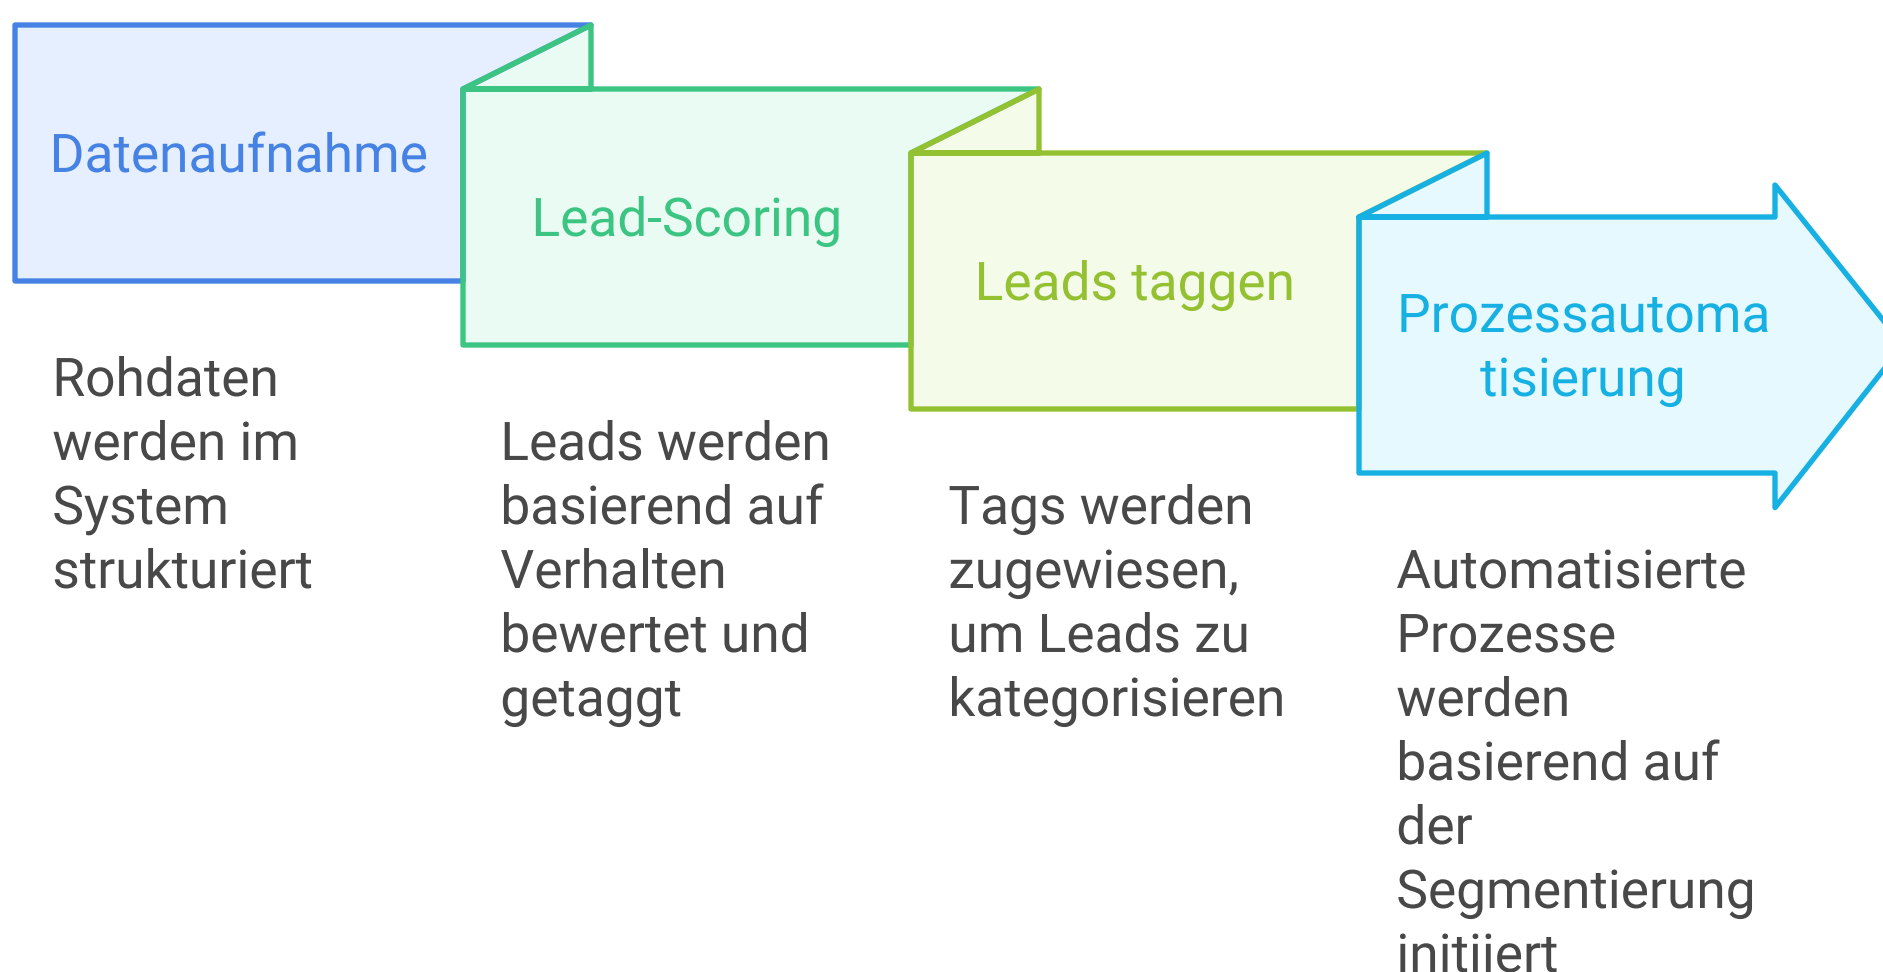 Datenaufnahme
Rohdaten
werden im
System
strukturiert
Lead-Scoring
Leads werden
basierend auf
Verhalten
bewertet und
getaggt
Leads taggen
Tags werden
zugewiesen,
um Leads zu
kategorisieren
Prozessautoma
tisierung
Automatisierte
Prozesse
werden
basierend auf
der
Segmentierung
initiiert